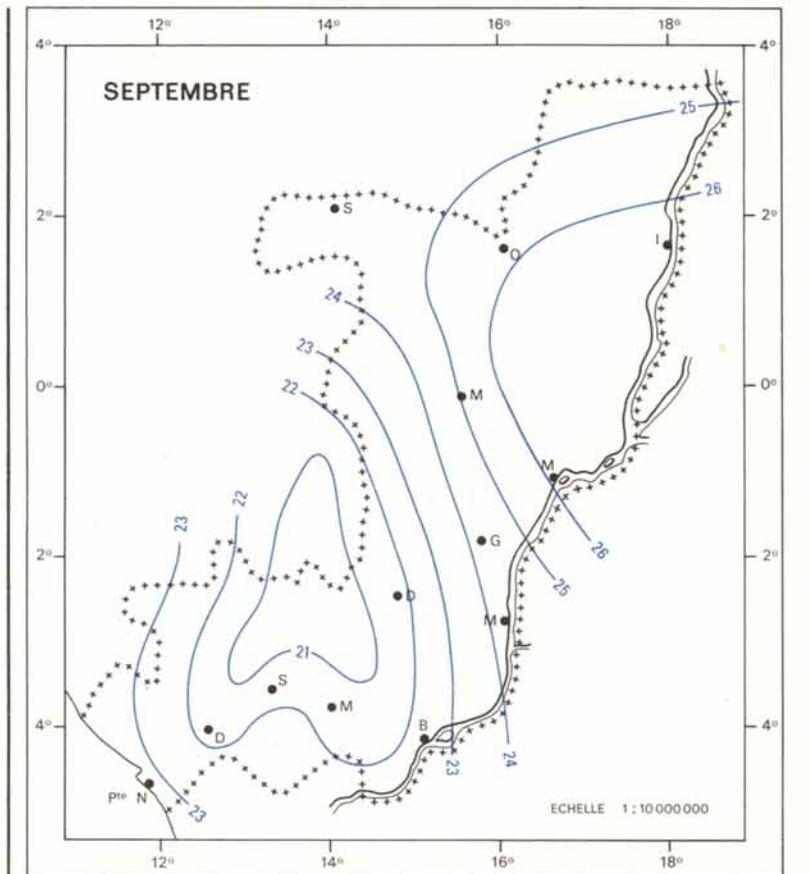 12° 14° 16° 18°
4° 4°
SEPTEMBRE
25
26
2° S 2°
O I
24
23
22
0° M 0°
M
22
23
G
26
2° 25 2°
D
M
21
S
M
4° D B 4°
23 24
Pte N
23
ECHELLE 1 : 10 000 000
12° 14° 16° 18°